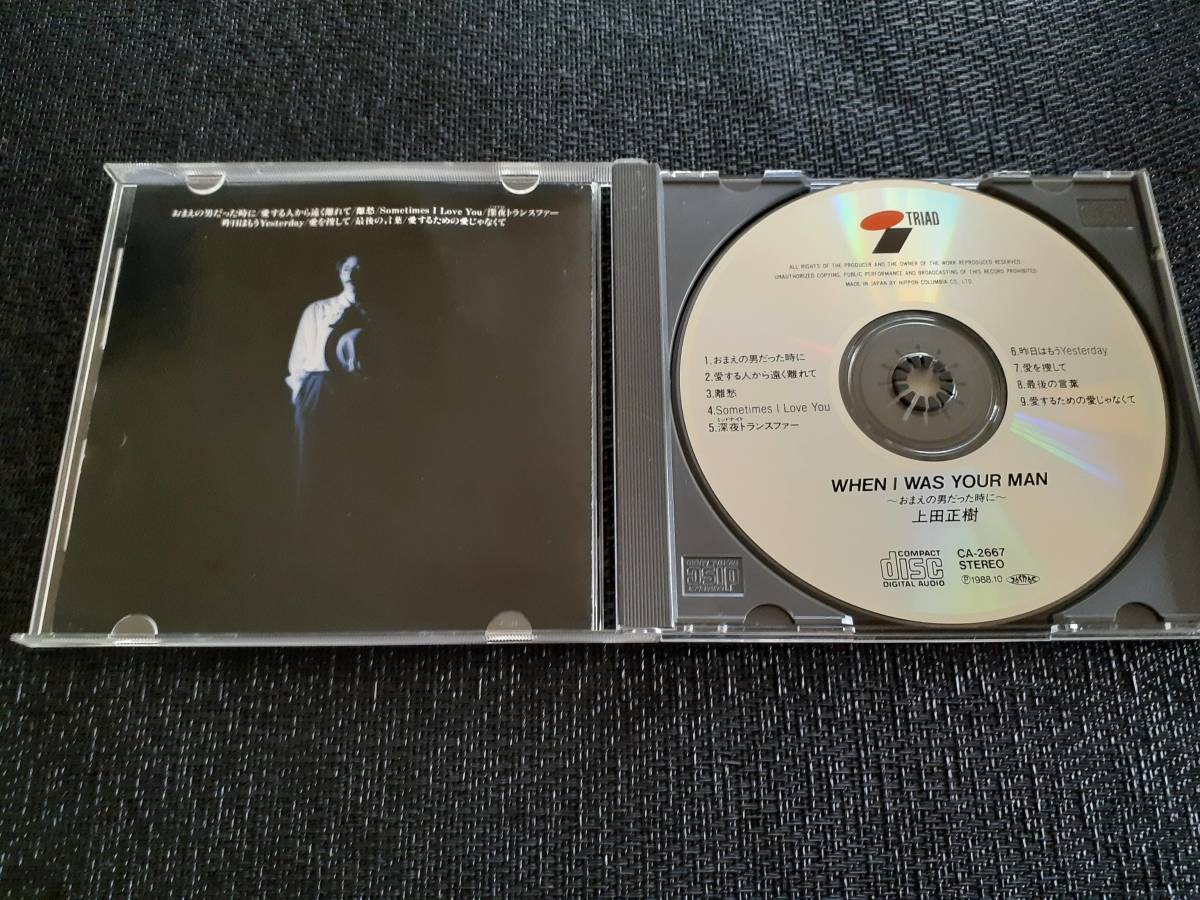 おまえの男だった時に/愛する人から遠く離れて/離愁/Sometimes I Love You/深夜トランスファー
昨日はもうYesterday/愛を捜して/最後の言葉/愛するための愛じゃなくて
TRIAD
ALL RIGHTS OF THE PRODUCER AND THE OWNER OF THE WORK REPRODUCED RESERVED.
UNAUTHORIZED COPYING, PUBLIC PERFORMANCE AND BROADCASTING OF THIS RECORD PROHIBITED.
MADE IN JAPAN BY NIPPON COLUMBIA CO., LTD.
1.おまえの男だった時に
2.愛する人から遠く離れて
3.離愁
4.Sometimes I Love You
ミッドナイト
5.深夜トランスファー
6.昨日はもうYesterday
7.愛を捜して
8.最後の言葉
9.愛するための愛じゃなくて
WHEN I WAS YOUR MAN
〜おまえの男だった時に〜
上田正樹
COMPACT
disc
DIGITAL AUDIO
CA-2667
STEREO
Ⓟ1988.10